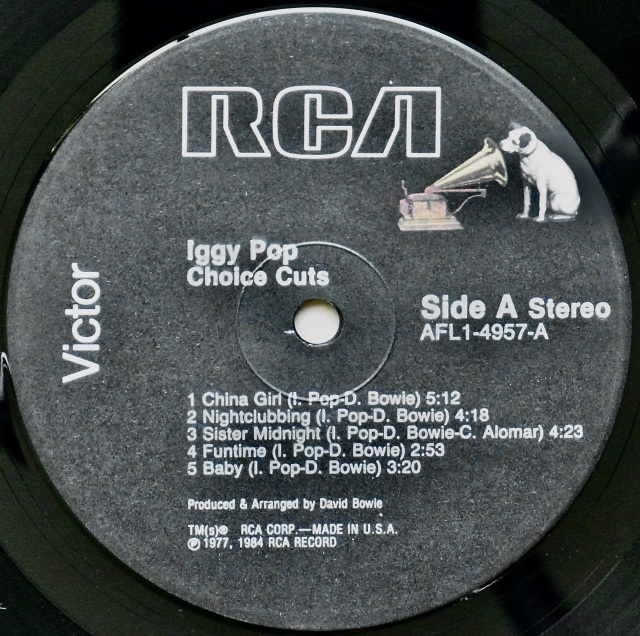 RCA
Victor
Iggy Pop
Choice Cuts
Side A Stereo
AFL1-4957-A
1 China Girl (I. Pop-D. Bowie) 5:12
2 Nightclubbing (I. Pop-D. Bowie) 4:18
3 Sister Midnight (I. Pop-D. Bowie-C. Alomar) 4:23
4 Funtime (I. Pop-D. Bowie) 2:53
5 Baby (I. Pop-D. Bowie) 3:20
Produced & Arranged by David Bowie
TM(s)® RCA CORP.—MADE IN U.S.A.
℗ 1977, 1984 RCA RECORD